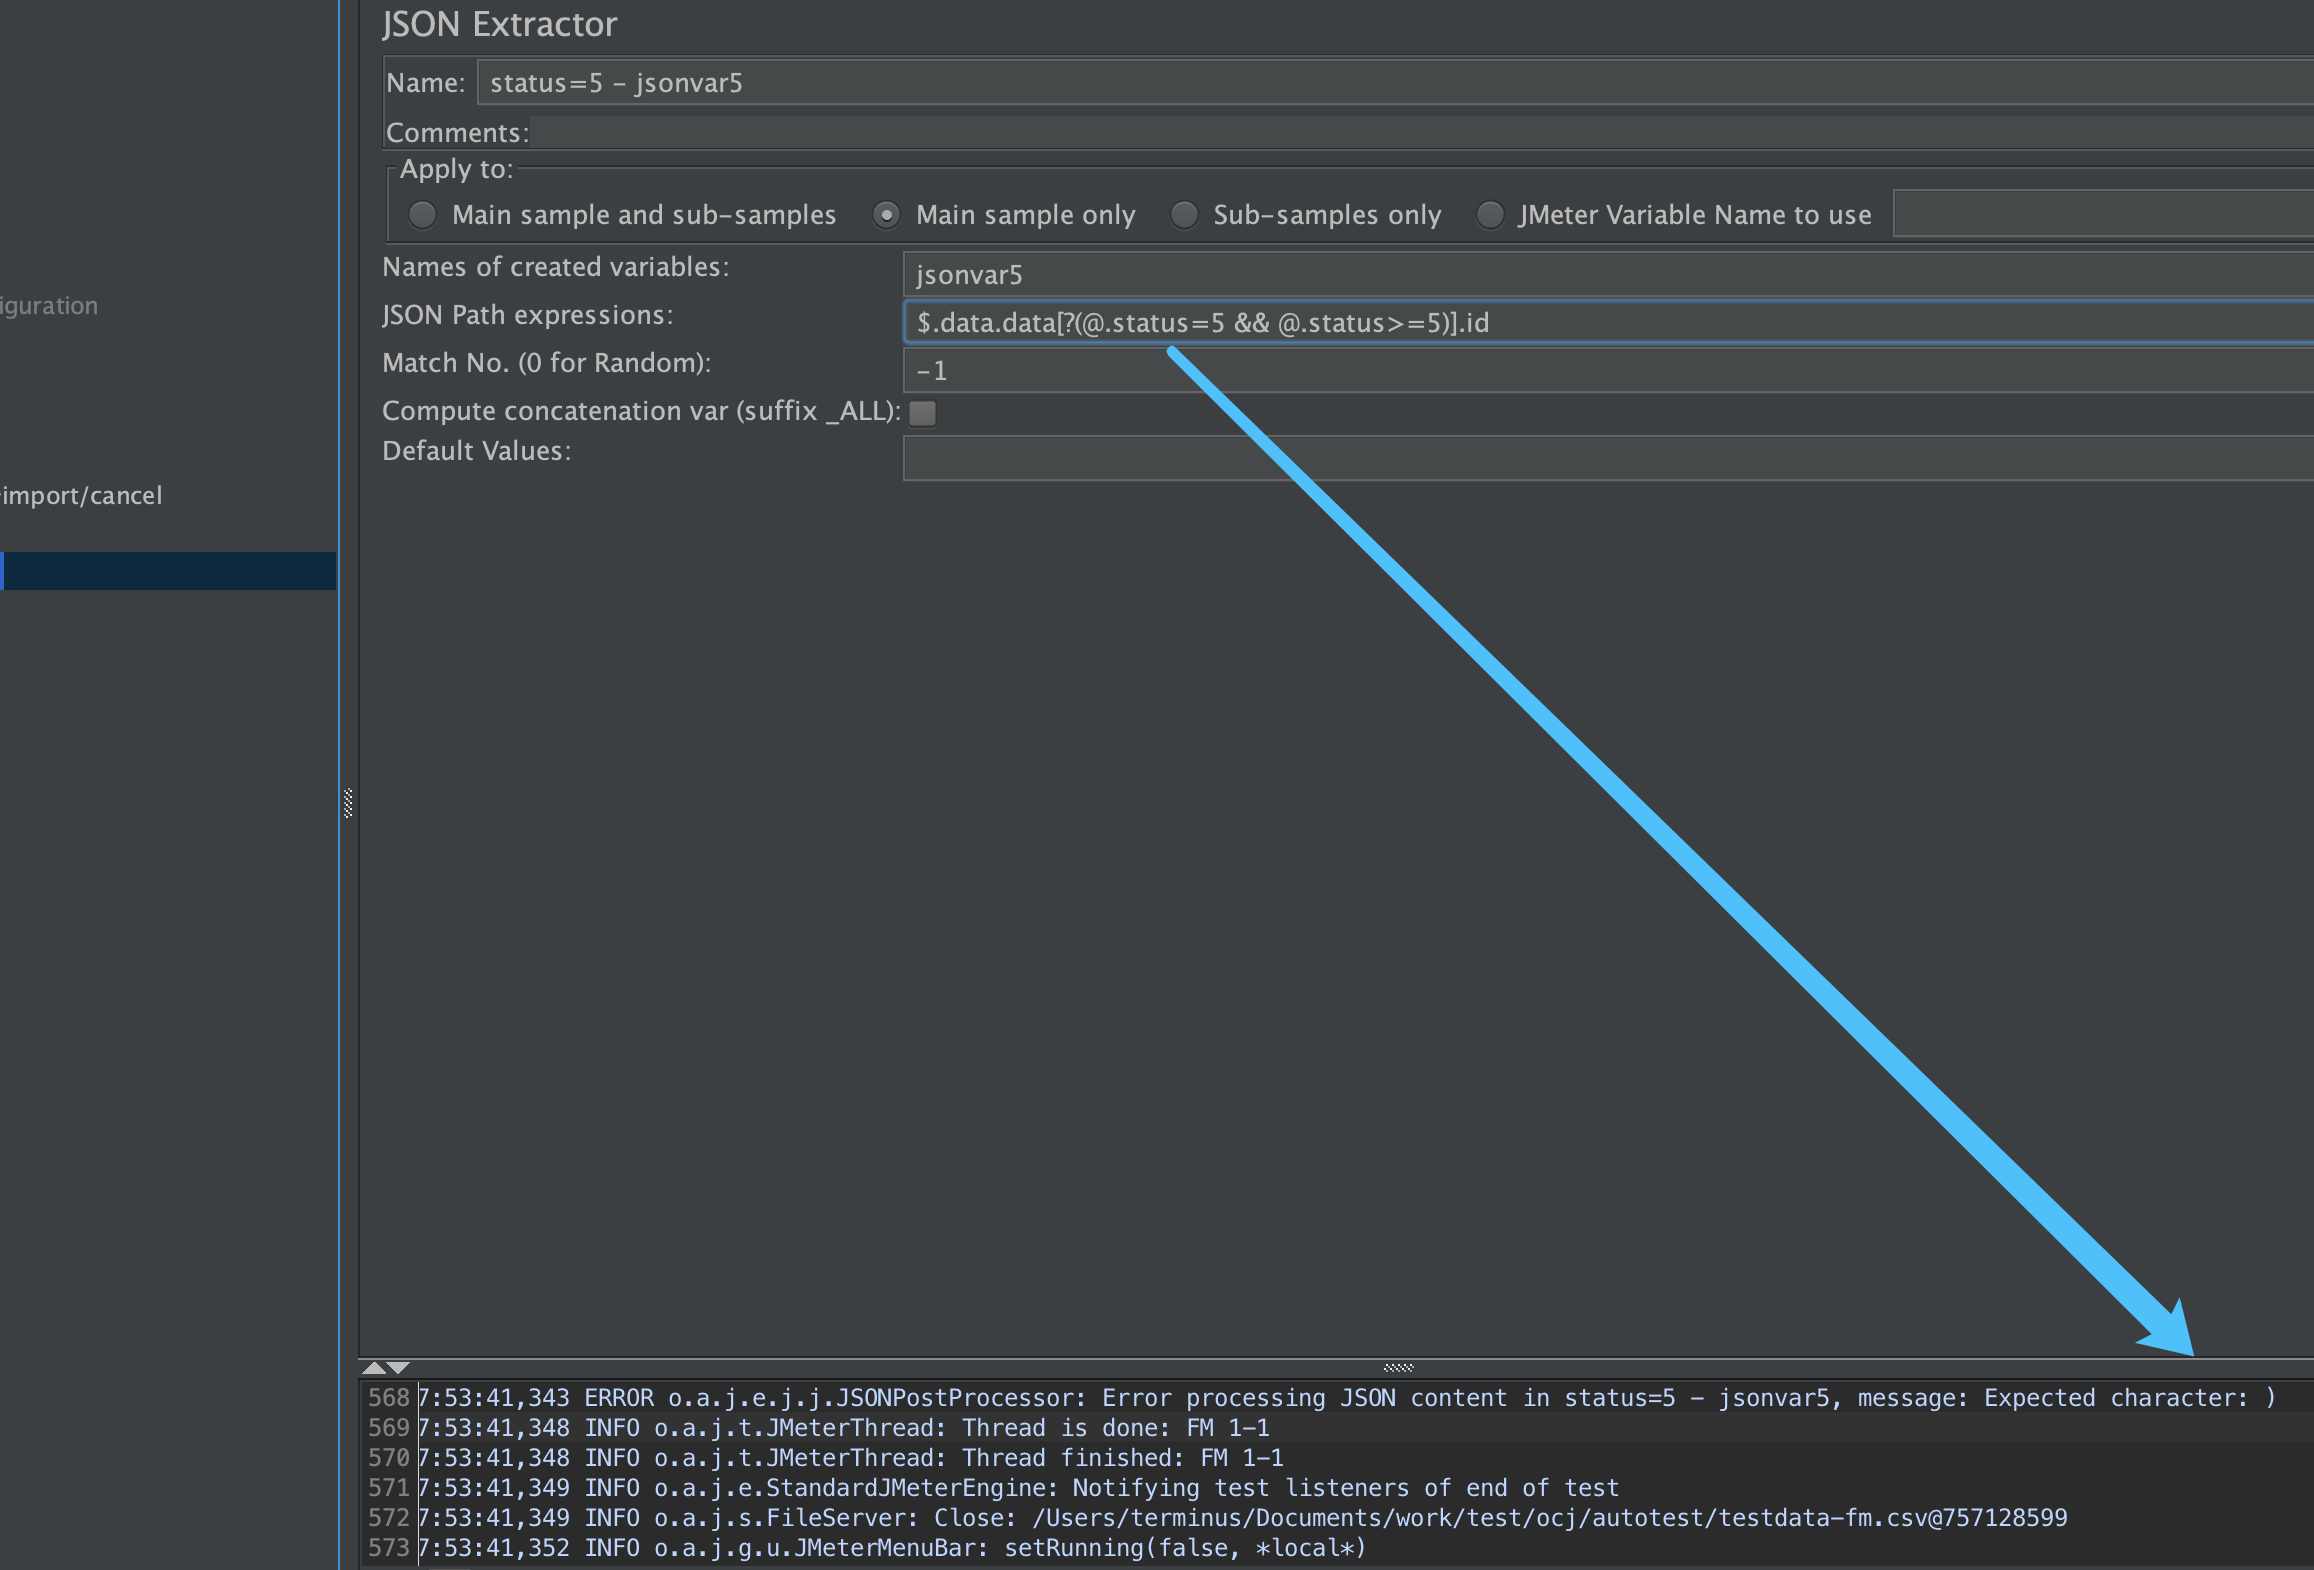 JSON Extractor
Name: status=5 - jsonvar5
Comments:
Apply to:
Main sample and sub-samples Main sample only Sub-samples only JMeter Variable Name to use
Names of created variables: jsonvar5
iguration
JSON Path expressions: $.data.data[?(@.status=5 && @.status>=5)].id
Match No. (0 for Random): -1
Compute concatenation var (suffix _ALL):
Default Values:
import/cancel
568 7:53:41,343 ERROR o.a.j.e.j.j.JSONPostProcessor: Error processing JSON content in status=5 - jsonvar5, message: Expected character: )
569 7:53:41,348 INFO o.a.j.t.JMeterThread: Thread is done: FM 1-1
570 7:53:41,348 INFO o.a.j.t.JMeterThread: Thread finished: FM 1-1
571 7:53:41,349 INFO o.a.j.e.StandardJMeterEngine: Notifying test listeners of end of test
572 7:53:41,349 INFO o.a.j.s.FileServer: Close: /Users/terminus/Documents/work/test/ocj/autotest/testdata-fm.csv@757128599
573 7:53:41,352 INFO o.a.j.g.u.JMeterMenuBar: setRunning(false, *local*)